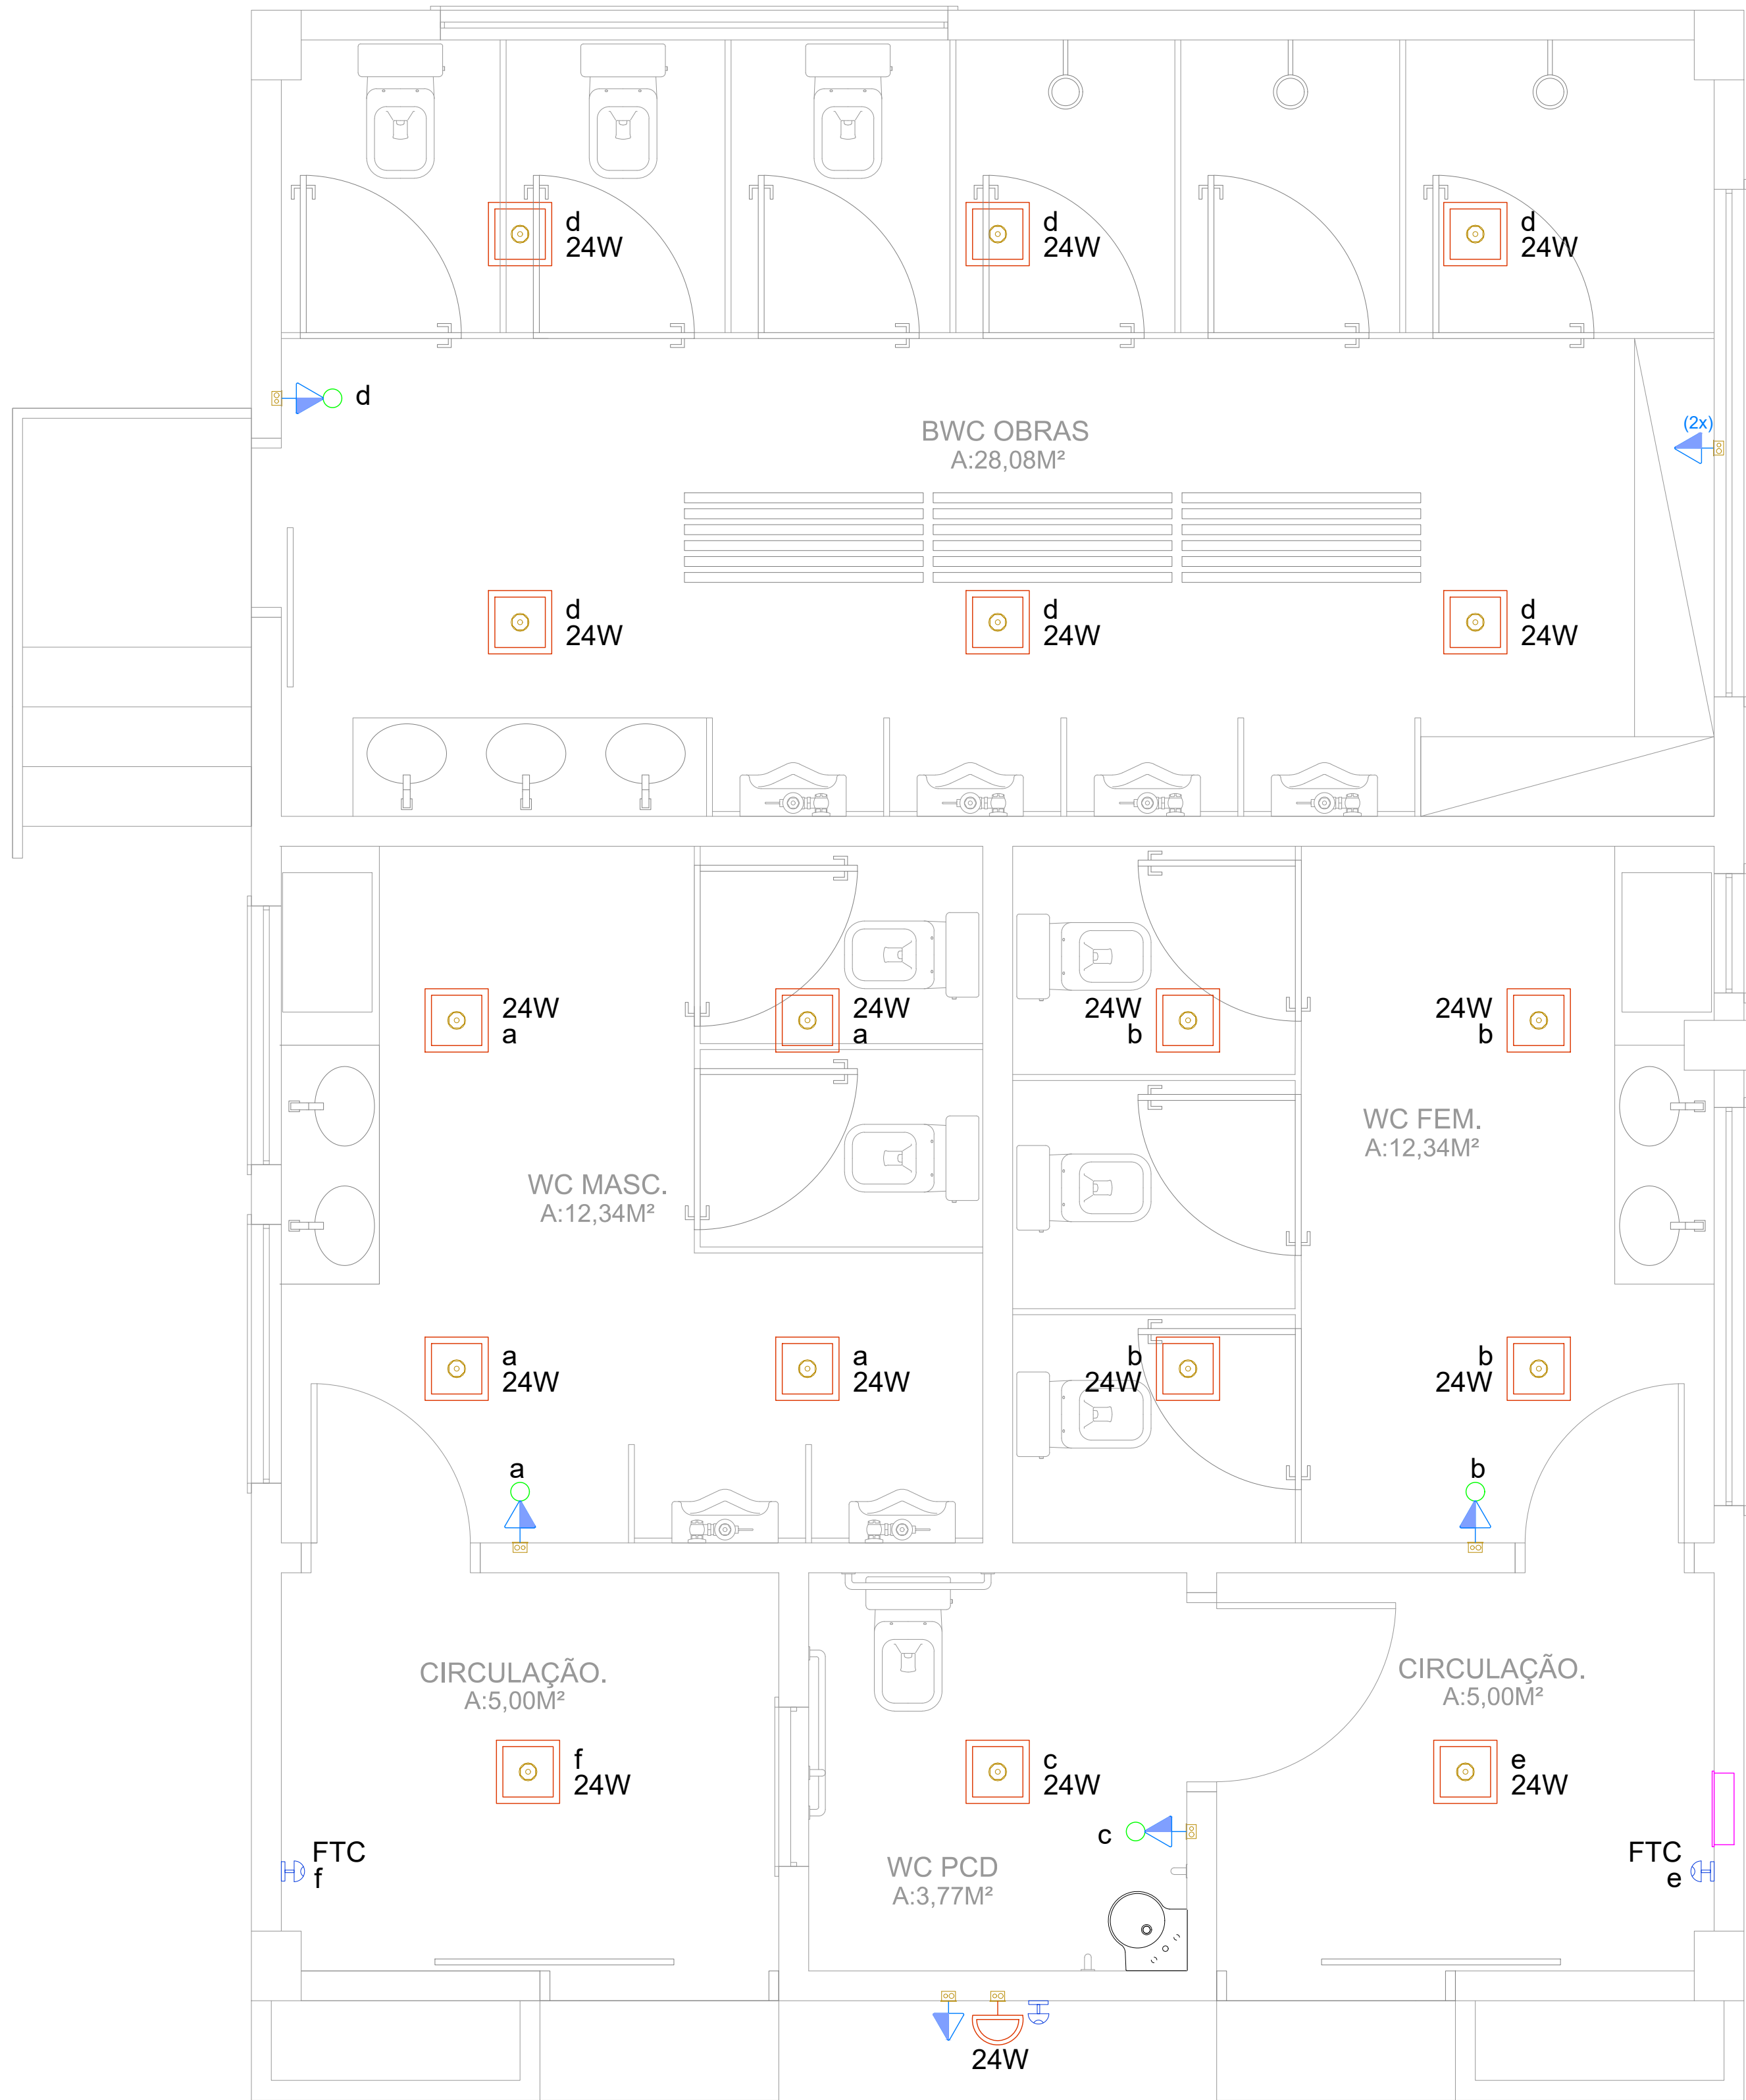 d
24W
d
24W
d
24W
d
BWC OBRAS
A:28,08M²
(2x)
d
24W
d
24W
d
24W
24W
a
24W
a
24W
b
24W
b
WC FEM.
A:12,34M²
WC MASC.
A:12,34M²
a
24W
a
24W
b
24W
b
24W
a
b
CIRCULAÇÃO.
A:5,00M²
CIRCULAÇÃO.
A:5,00M²
f
24W
c
24W
e
24W
c
FTC
f
WC PCD
A:3,77M²
FTC
e
24W